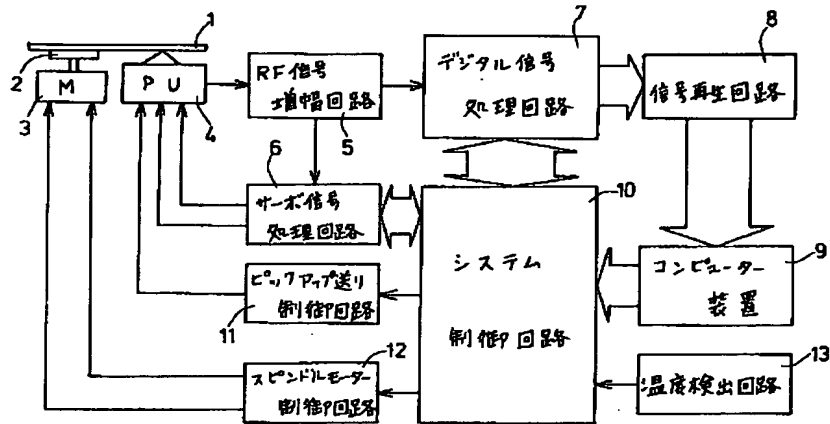 1
2
M
3
PU
4
RF信号
増幅回路
5
7
デジタル信号
処理回路
8
信号再生回路
6
サーボ信号
処理回路
10
システム
制御回路
コンピューター
装置
9
ピックアップ送り
制御回路
11
12
スピンドルモーター
制御回路
13
温度検出回路